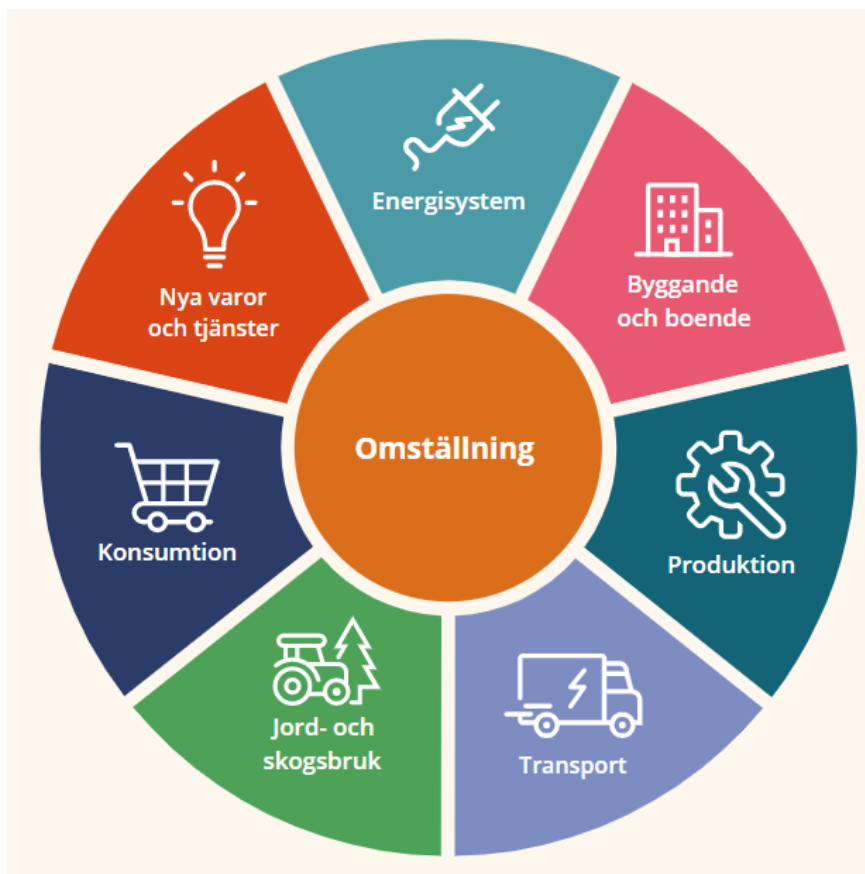 Energisystem
Byggande
och boende
Produktion
Transport
Jord- och
skogsbruk
Konsumtion
Nya varor
och tjänster
Omställning